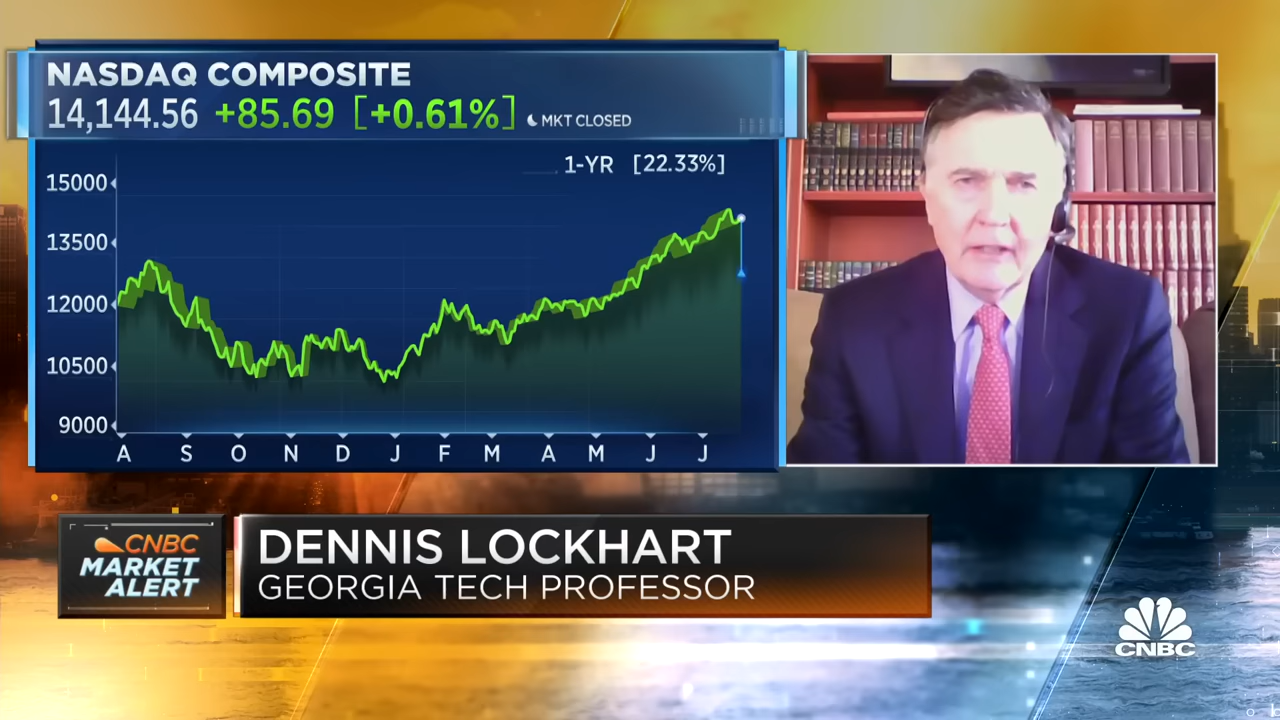 NASDAQ COMPOSITE
14,144.56 +85.69 [+0.61%] MKT CLOSED
1-YR [22.33%]
15000
13500
12000
10500
9000
A S O N D J F M A M J J
CNBC
MARKET
ALERT
DENNIS LOCKHART
GEORGIA TECH PROFESSOR
CNBC